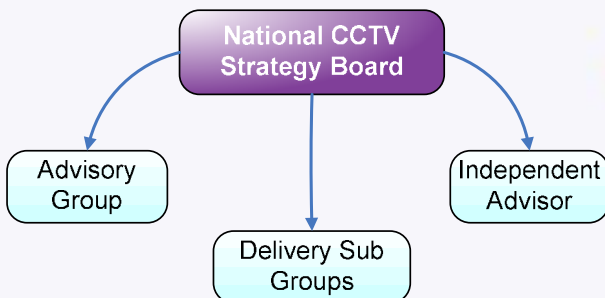 National CCTV
Strategy Board
Advisory
Group
Independent
Advisor
Delivery Sub
Groups